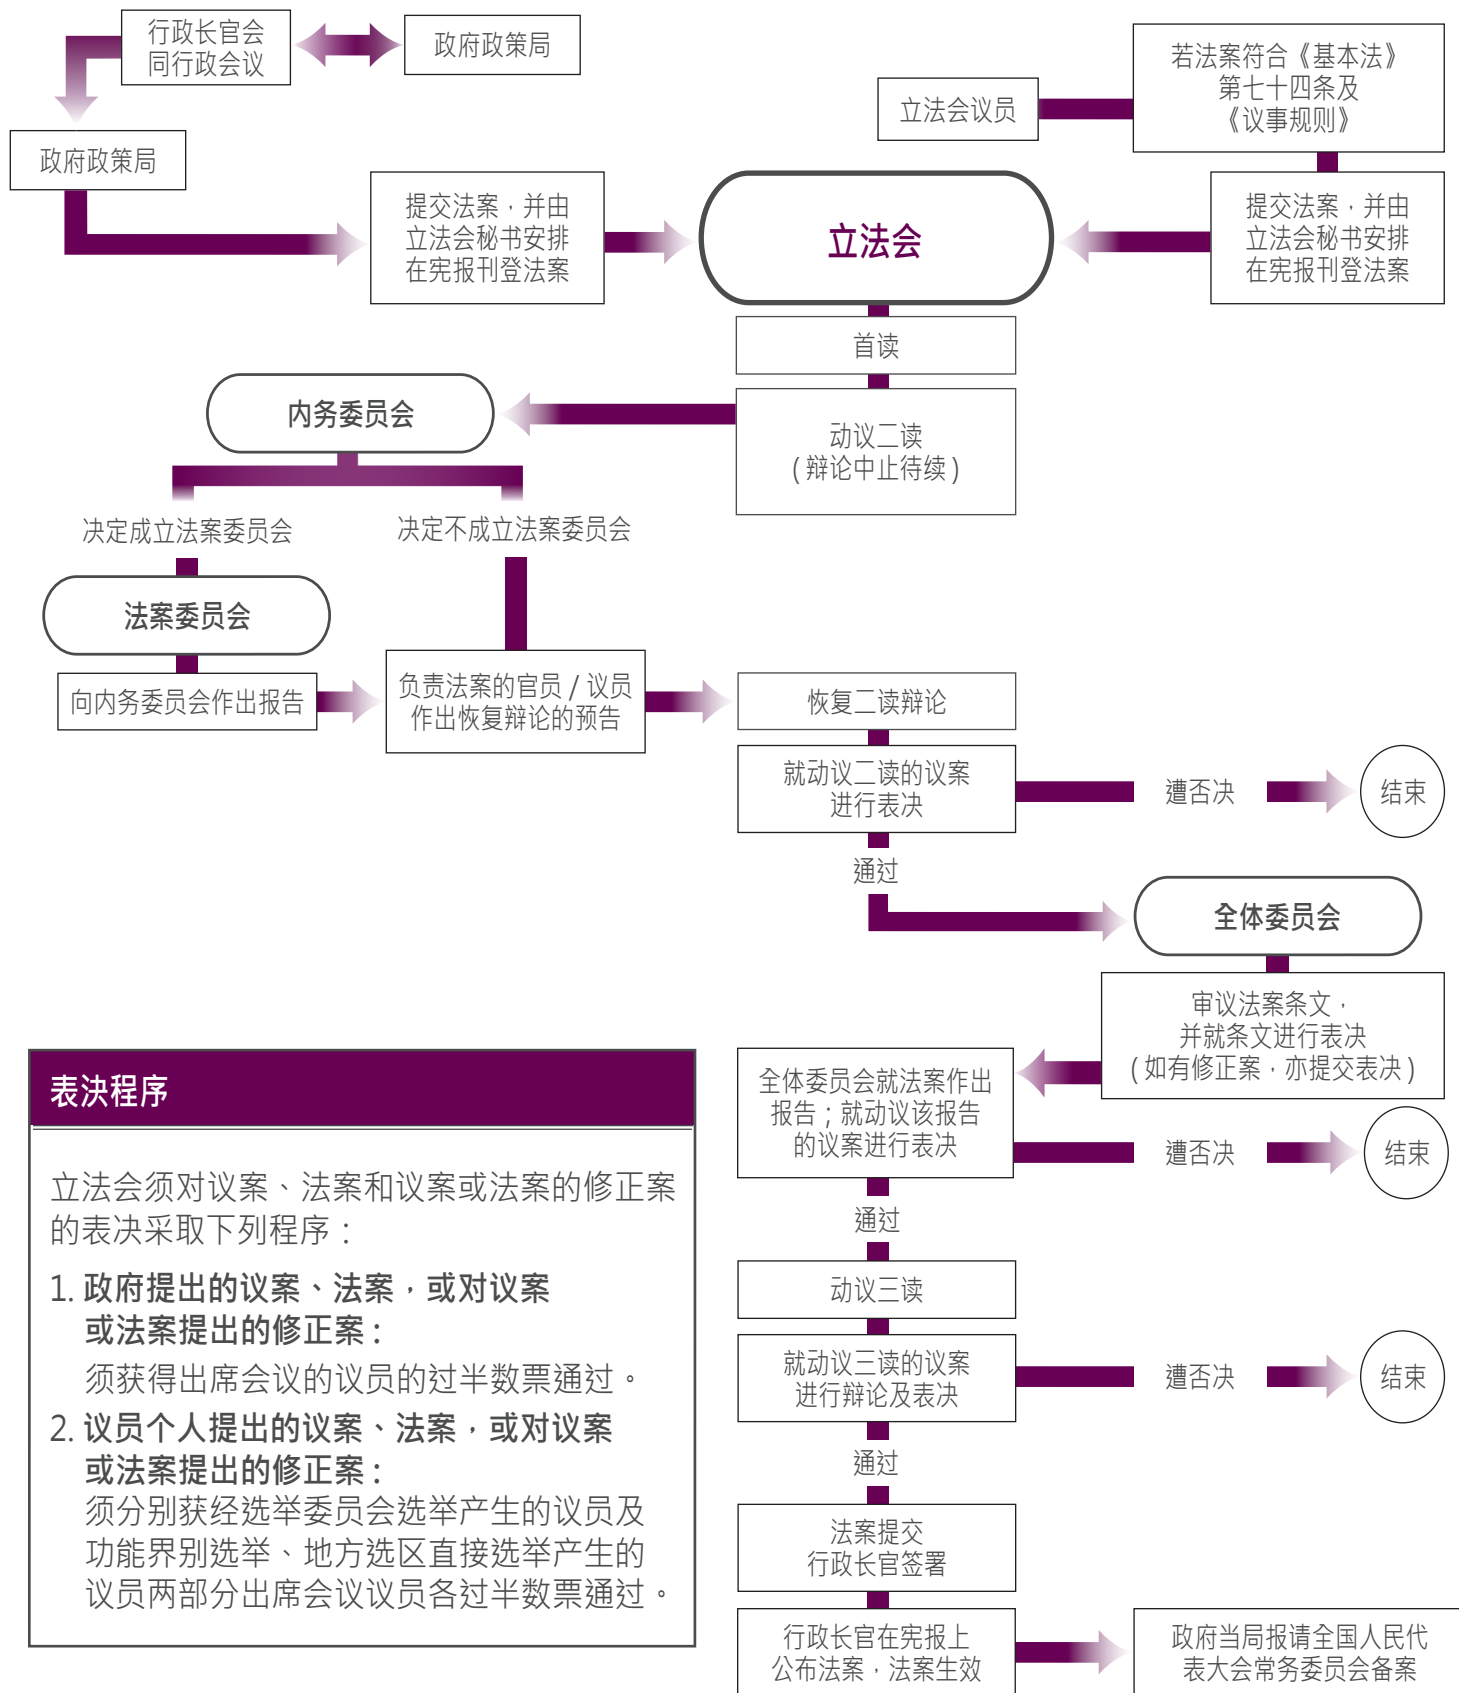 行政长官会
同行政会议
政府政策局
政府政策局
立法会议员
若法案符合《基本法》
第七十四条及
《议事规则》
提交法案，并由
立法会秘书安排
在宪报刊登法案
立法会
提交法案，并由
立法会秘书安排
在宪报刊登法案
首读
动议二读
(辩论中止待续)
内务委员会
决定成立法案委员会
决定不成立法案委员会
法案委员会
向内务委员会作出报告
负责法案的官员 / 议员
作出恢复辩论的预告
恢复二读辩论
就动议二读的议案
进行表决
遭否决
结束
通过
全体委员会
审议法案条文，
并就条文进行表决
(如有修正案，亦提交表决)
全体委员会就法案作出
报告；就动议该报告
的议案进行表决
遭否决
结束
通过
动议三读
就动议三读的议案
进行辩论及表决
遭否决
结束
通过
法案提交
行政长官签署
行政长官在宪报上
公布法案，法案生效
政府当局报请全国人民代
表大会常务委员会备案
表决程序
立法会须对议案、法案和议案或法案的修正案
的表决采取下列程序：
1. 政府提出的议案、法案，或对议案
或法案提出的修正案：
须获得出席会议的议员的过半数票通过。
2. 议员个人提出的议案、法案，或对议案
或法案提出的修正案：
须分别获经选举委员会选举产生的议员及
功能界别选举、地方选区直接选举产生的
议员两部分出席会议议员各过半数票通过。